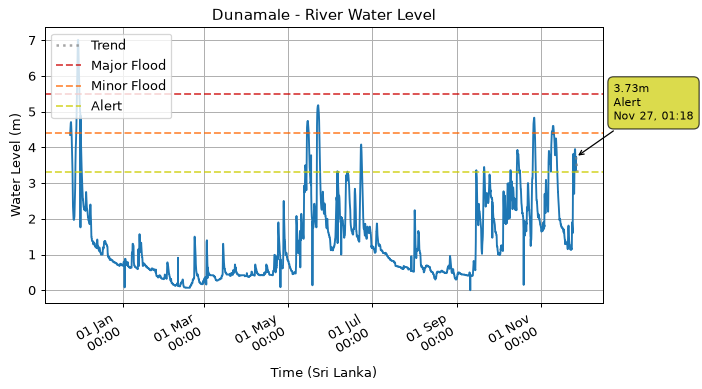 Dunamale - River Water Level
Trend
Major Flood
Minor Flood
Alert
3.73m
Alert
Nov 27, 01:18
Water Level (m)
7
6
5
4
3
2
1
0
01 Jan
00:00
01 Mar
00:00
01 May
00:00
01 Jul
00:00
01 Sep
00:00
01 Nov
00:00
Time (Sri Lanka)